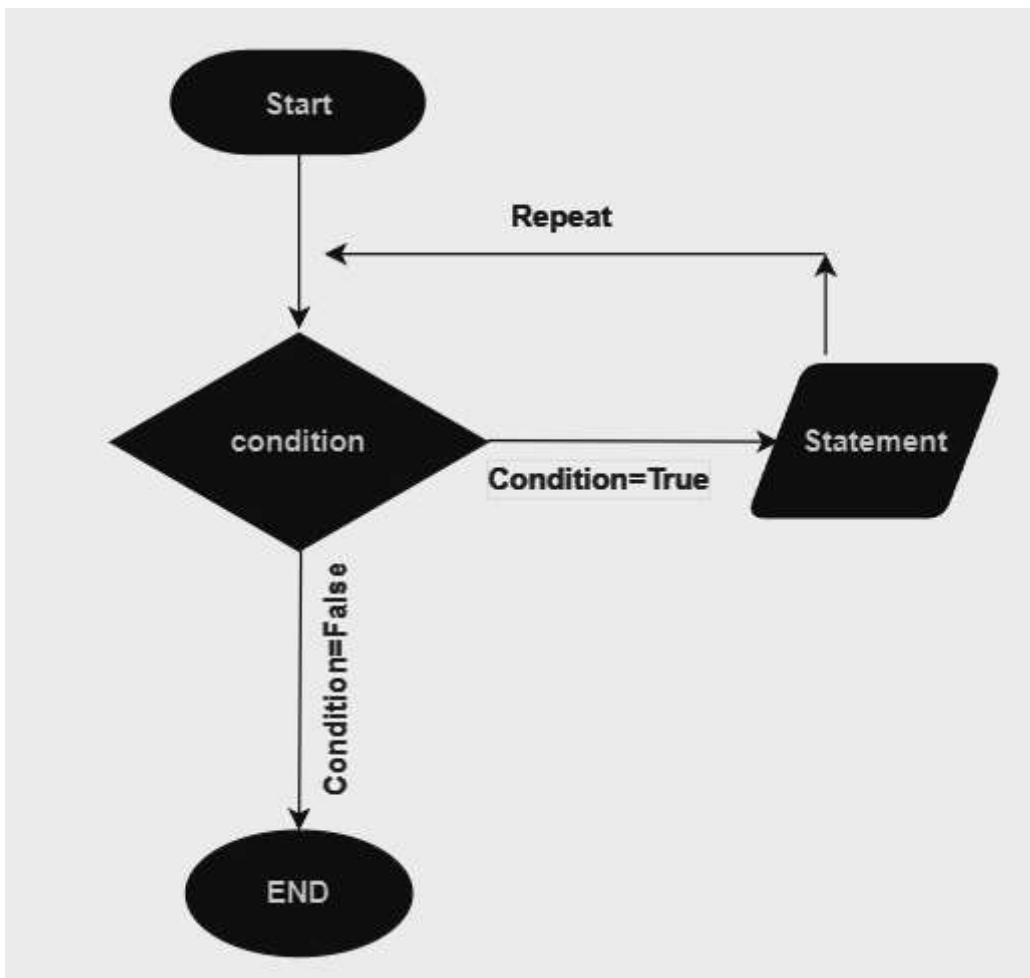 Start
Repeat
condition
Condition=True
Statement
Condition=False
END